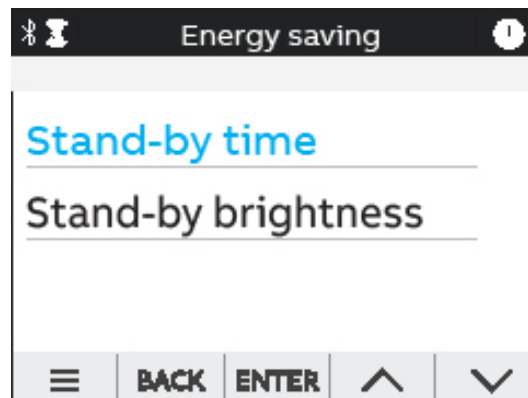 Energy saving
Stand-by time
Stand-by brightness
BACK ENTER